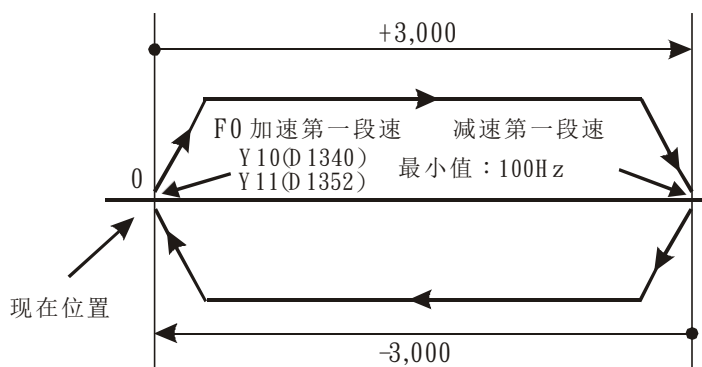 +3,000
F0 加速第一段速 减速第一段速
Y10(D1340)
Y11(D1352)
最小值：100Hz
0
现在位置
-3,000